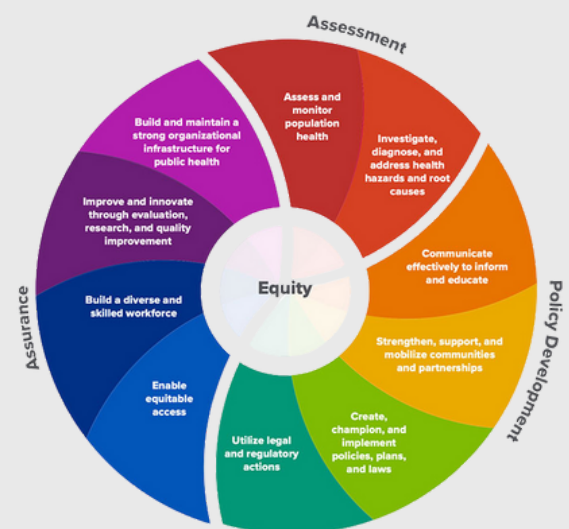 Assessment
Assess and
monitor
population
health
Investigate,
diagnose, and
address health
hazards and root
causes
Communicate
effectively to inform
and educate
Strengthen, support, and
mobilize communities
and partnerships
Create,
champion, and
implement
policies, plans,
and laws
Utilize legal
and regulatory
actions
Policy Development
Enable
equitable
access
Build a diverse and
skilled workforce
Improve and innovate
through evaluation,
research, and quality
improvement
Build and maintain a
strong organizational
infrastructure for
public health
Assurance
Equity